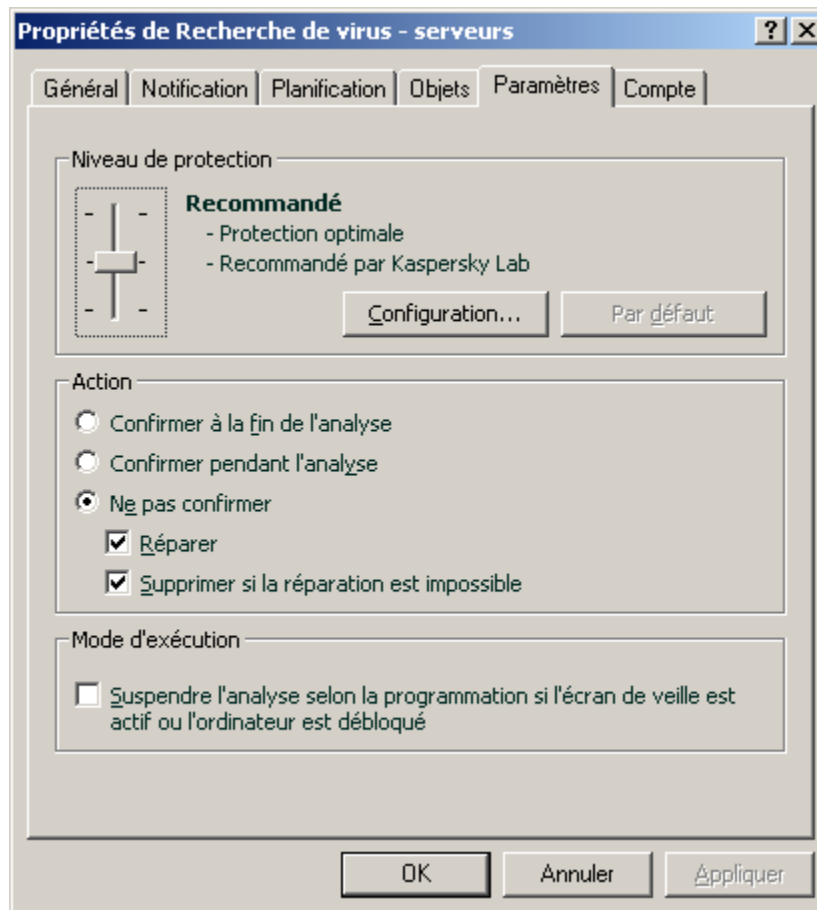 Propriétés de Recherche de virus - serveurs
Général
Notification
Planification
Objets
Paramètres
Compte
Niveau de protection
Recommandé
- Protection optimale
- Recommandé par Kaspersky Lab
Configuration...
Par défaut
Action
Confirmer à la fin de l'analyse
Confirmer pendant l'analyse
Ne pas confirmer
Réparer
Supprimer si la réparation est impossible
Mode d'exécution
Suspendre l'analyse selon la programmation si l'écran de veille est
actif ou l'ordinateur est débloqué
OK
Annuler
Appliquer